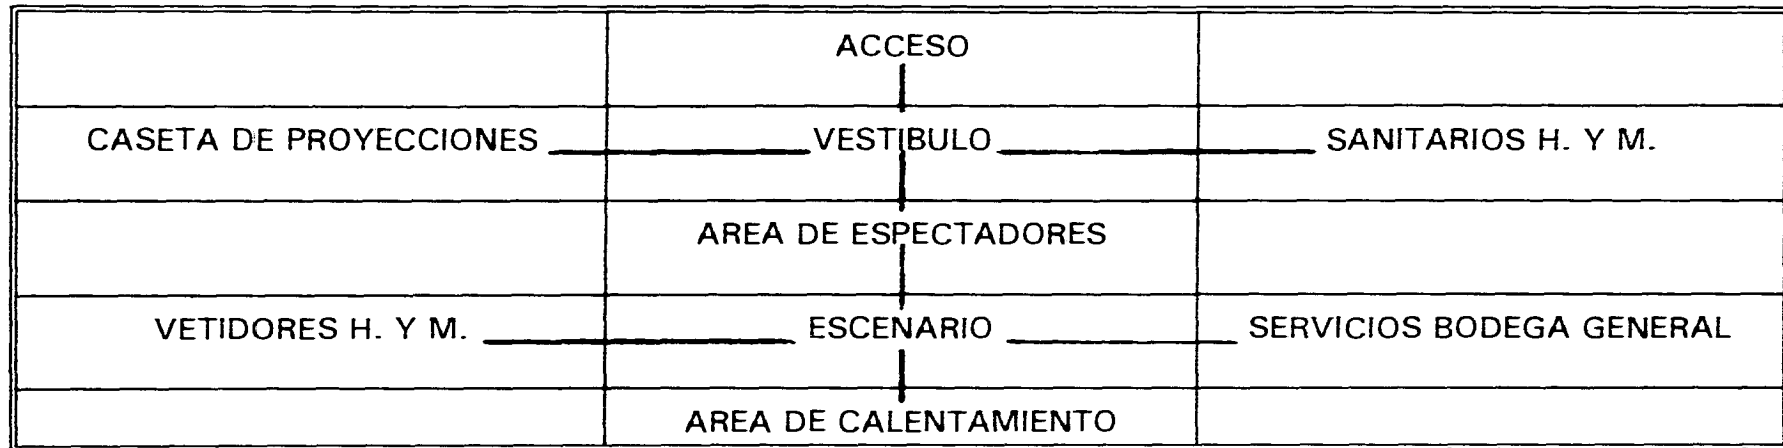 ACCESO
CASETA DE PROYECCIONES VESTIBULO SANITARIOS H. Y M.
AREA DE ESPECTADORES
VETIDORES H. Y M. ESCENARIO SERVICIOS BODEGA GENERAL
AREA DE CALENTAMIENTO